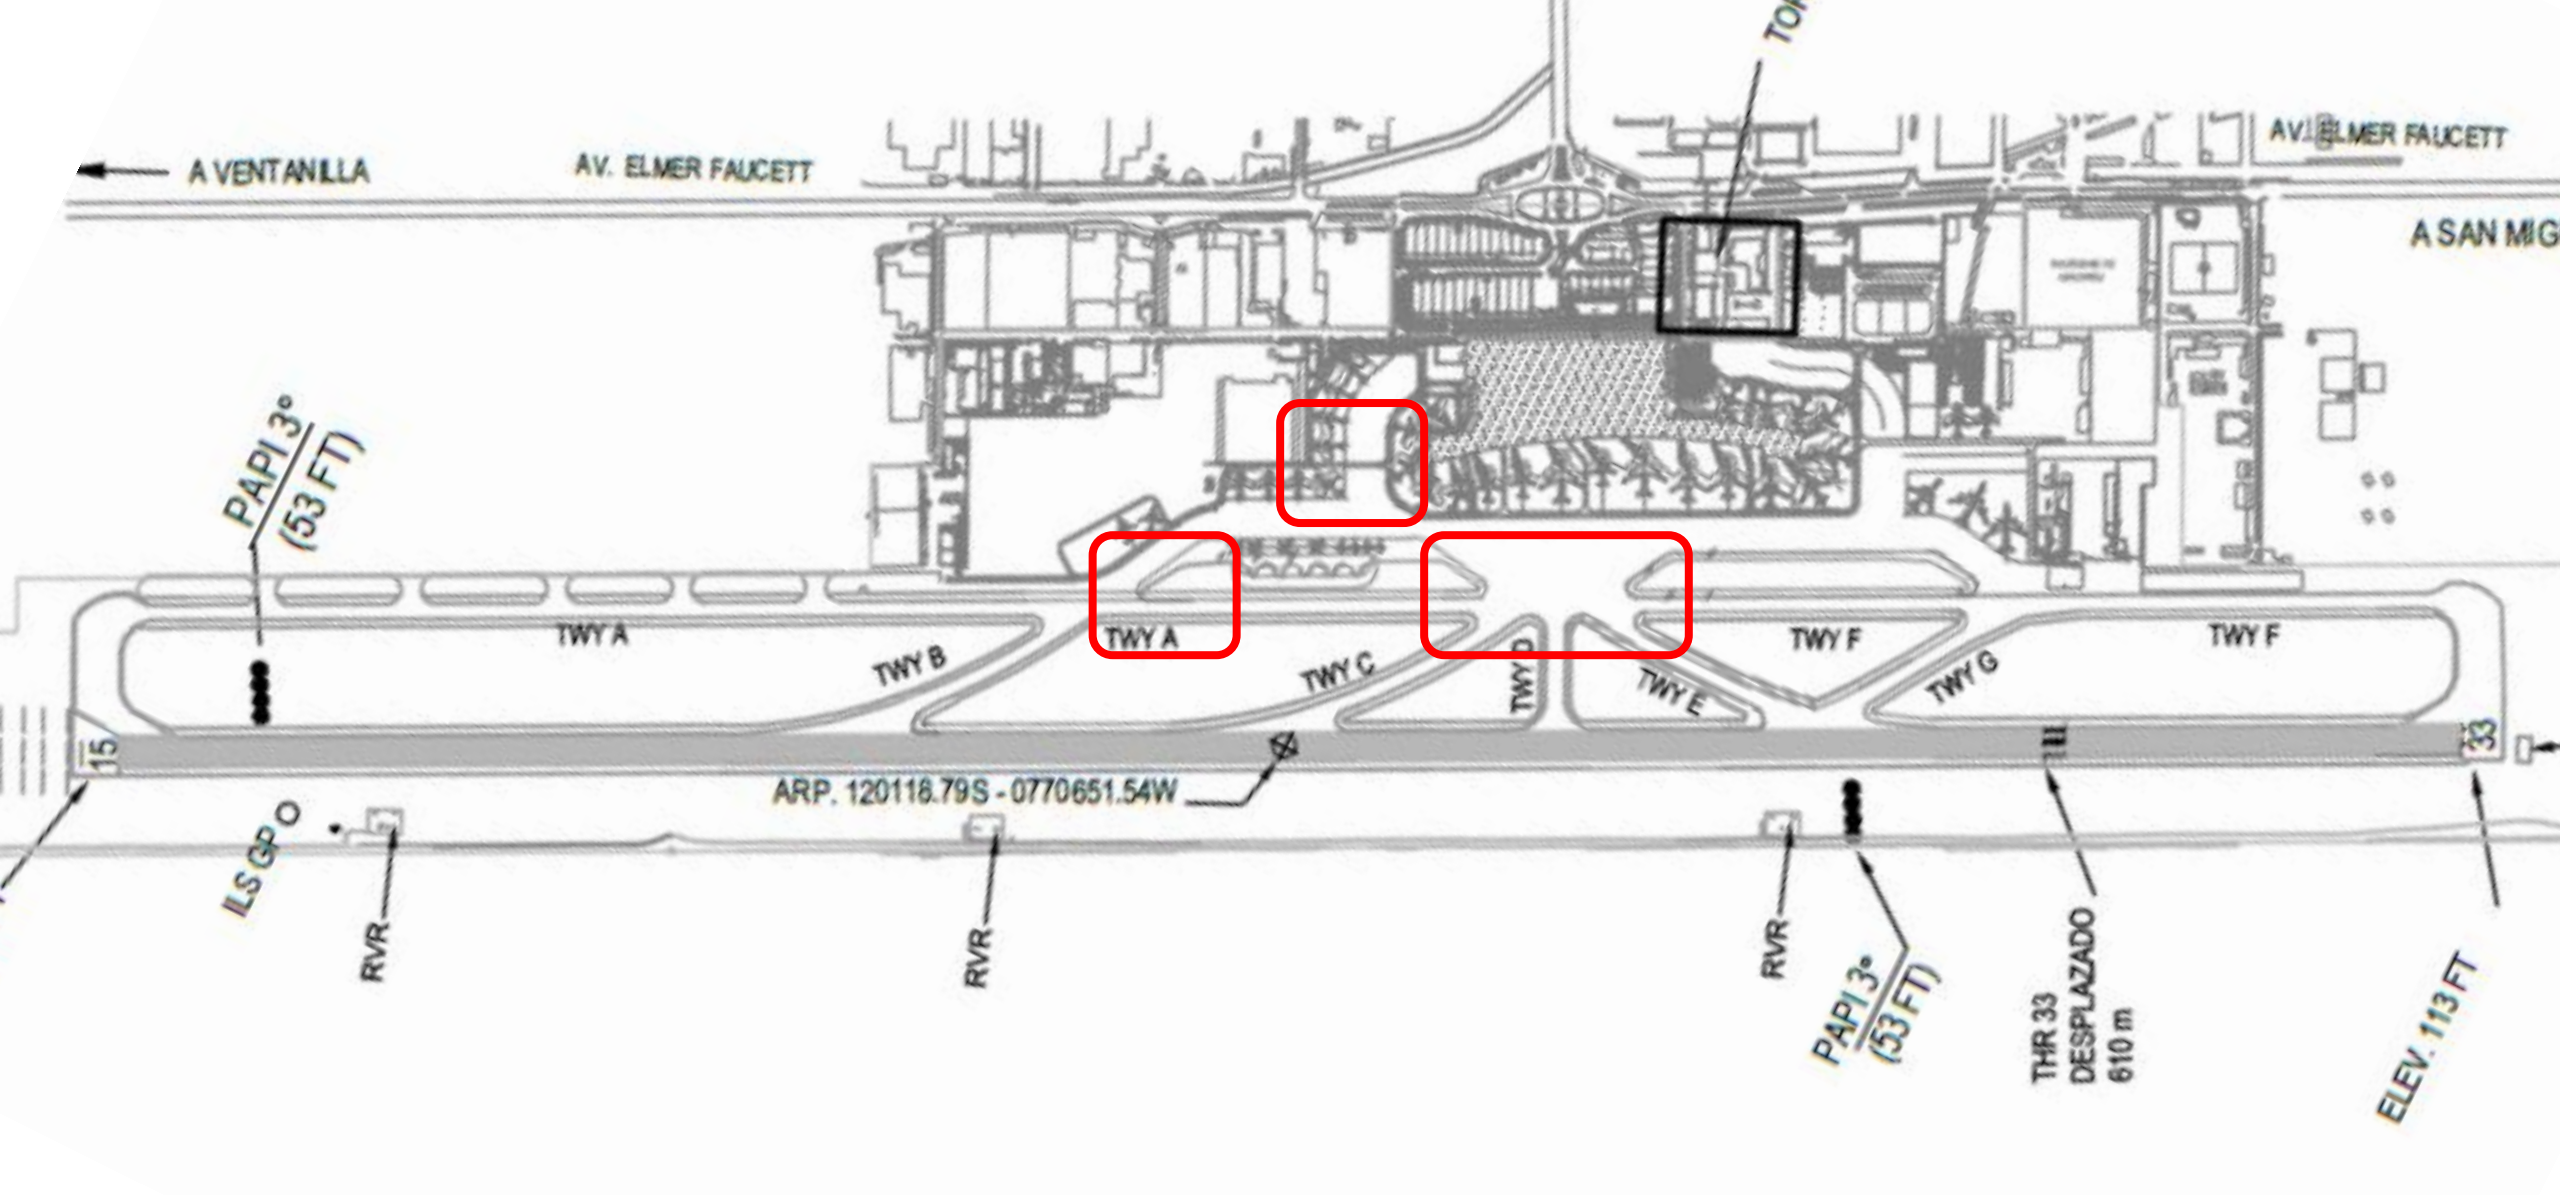 TOR
AV. ELMER FAUCETT
A VENTANILLA
AV. ELMER FAUCETT
A SAN MIG
PAPI 3°
(53 FT)
TWY A
TWY B
TWY A
TWY C
TWY D
TWY E
TWY F
TWY G
TWY F
15
33
ARP. 120118.79S - 0770651.54W
ILS GP
RVR
RVR
RVR
PAPI 3°
(53 FT)
THR 33
DESPLAZADO
610 m
ELEV. 113 FT